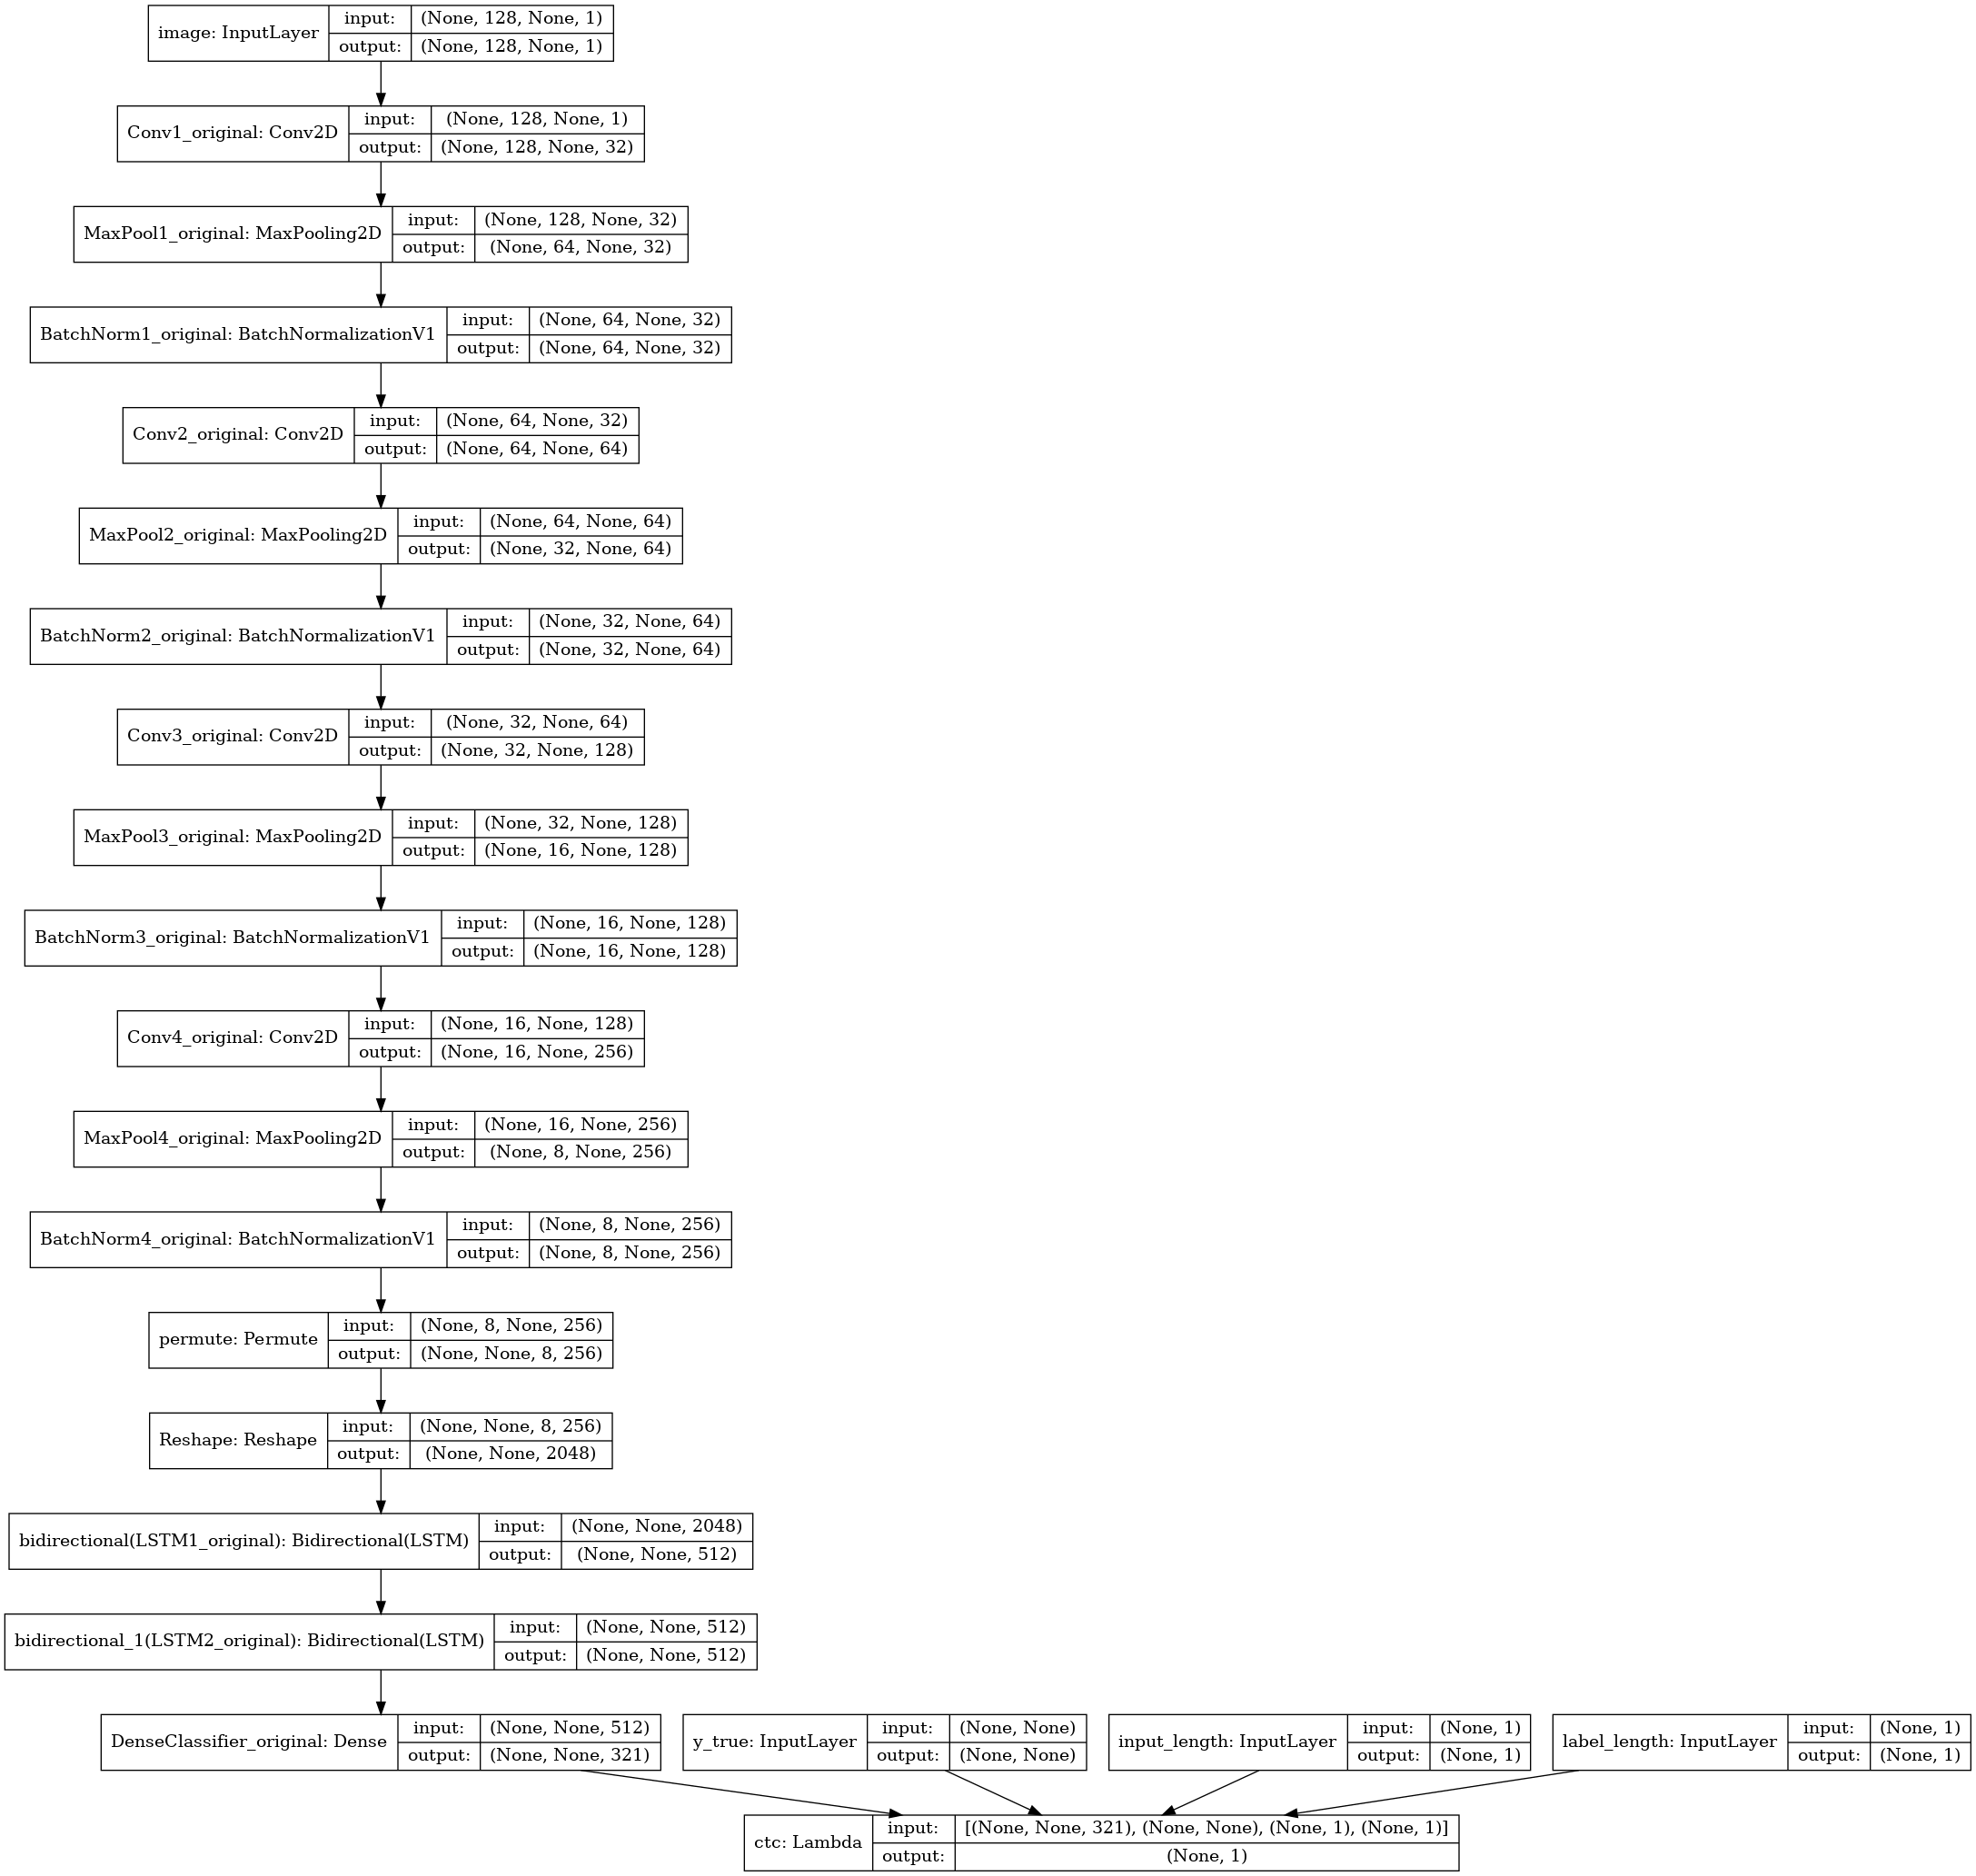 image: InputLayer
input: (None, 128, None, 1)
output: (None, 128, None, 1)
Conv1_original: Conv2D
input: (None, 128, None, 1)
output: (None, 128, None, 32)
MaxPool1_original: MaxPooling2D
input: (None, 128, None, 32)
output: (None, 64, None, 32)
BatchNorm1_original: BatchNormalizationV1
input: (None, 64, None, 32)
output: (None, 64, None, 32)
Conv2_original: Conv2D
input: (None, 64, None, 32)
output: (None, 64, None, 64)
MaxPool2_original: MaxPooling2D
input: (None, 64, None, 64)
output: (None, 32, None, 64)
BatchNorm2_original: BatchNormalizationV1
input: (None, 32, None, 64)
output: (None, 32, None, 64)
Conv3_original: Conv2D
input: (None, 32, None, 64)
output: (None, 32, None, 128)
MaxPool3_original: MaxPooling2D
input: (None, 32, None, 128)
output: (None, 16, None, 128)
BatchNorm3_original: BatchNormalizationV1
input: (None, 16, None, 128)
output: (None, 16, None, 128)
Conv4_original: Conv2D
input: (None, 16, None, 128)
output: (None, 16, None, 256)
MaxPool4_original: MaxPooling2D
input: (None, 16, None, 256)
output: (None, 8, None, 256)
BatchNorm4_original: BatchNormalizationV1
input: (None, 8, None, 256)
output: (None, 8, None, 256)
permute: Permute
input: (None, 8, None, 256)
output: (None, None, 8, 256)
Reshape: Reshape
input: (None, None, 8, 256)
output: (None, None, 2048)
bidirectional(LSTM1_original): Bidirectional(LSTM)
input: (None, None, 2048)
output: (None, None, 512)
bidirectional_1(LSTM2_original): Bidirectional(LSTM)
input: (None, None, 512)
output: (None, None, 512)
DenseClassifier_original: Dense
input: (None, None, 512)
output: (None, None, 321)
y_true: InputLayer
input: (None, None)
output: (None, None)
input_length: InputLayer
input: (None, 1)
output: (None, 1)
label_length: InputLayer
input: (None, 1)
output: (None, 1)
ctc: Lambda
input: [(None, None, 321), (None, None), (None, 1), (None, 1)]
output: (None, 1)